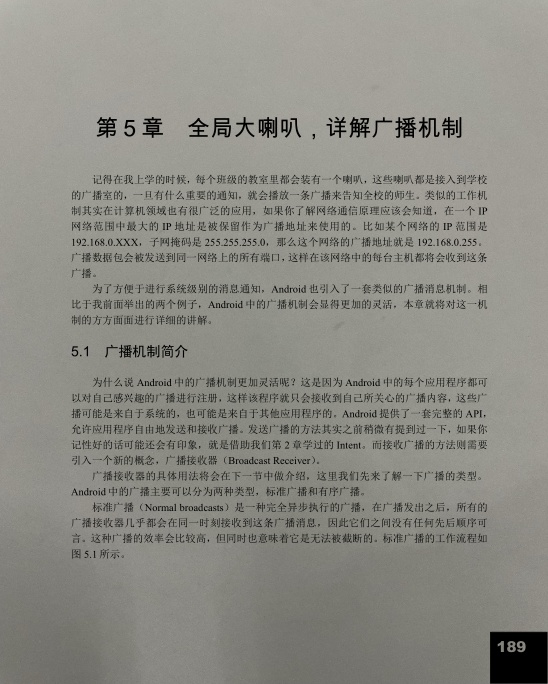 第 5 章　全局大喇叭，详解广播机制
记得在我上学的时候，每个班级的教室里都会装有一个喇叭，这些喇叭都是接入到学校
的广播室的，一旦有什么重要的通知，就会播放一条广播来告知全校的师生。类似的工作机
制其实在计算机领域也有很广泛的应用，如果你了解网络通信原理应该会知道，在一个 IP
网络范围中最大的 IP 地址是被保留作为广播地址来使用的。比如某个网络的 IP 范围是
192.168.0.XXX，子网掩码是 255.255.255.0，那么这个网络的广播地址就是 192.168.0.255。
广播数据包会被发送到同一网络上的所有端口，这样在该网络中的每台主机都将会收到这条
广播。
为了方便于进行系统级别的消息通知，Android 也引入了一套类似的广播消息机制。相
比于我前面举出的两个例子，Android 中的广播机制会显得更加的灵活，本章就将对这一机
制的方方面面进行详细的讲解。
5.1　广播机制简介
为什么说 Android 中的广播机制更加灵活呢？这是因为 Android 中的每个应用程序都可
以对自己感兴趣的广播进行注册，这样该程序就只会接收到自己所关心的广播内容，这些广
播可能是来自于系统的，也可能是来自于其他应用程序的。Android 提供了一套完整的 API，
允许应用程序自由地发送和接收广播。发送广播的方法其实之前稍微有提到过一下，如果你
记性好的话可能还会有印象，就是借助我们第 2 章学过的 Intent。而接收广播的方法则需要
引入一个新的概念，广播接收器（Broadcast Receiver）。
广播接收器的具体用法将会在下一节中做介绍，这里我们先来了解一下广播的类型。
Android 中的广播主要可以分为两种类型，标准广播和有序广播。
标准广播（Normal broadcasts）是一种完全异步执行的广播，在广播发出之后，所有的
广播接收器几乎都会在同一时刻接收到这条广播消息，因此它们之间没有任何先后顺序可
言。这种广播的效率会比较高，但同时也意味着它是无法被截断的。标准广播的工作流程如
图 5.1 所示。
189